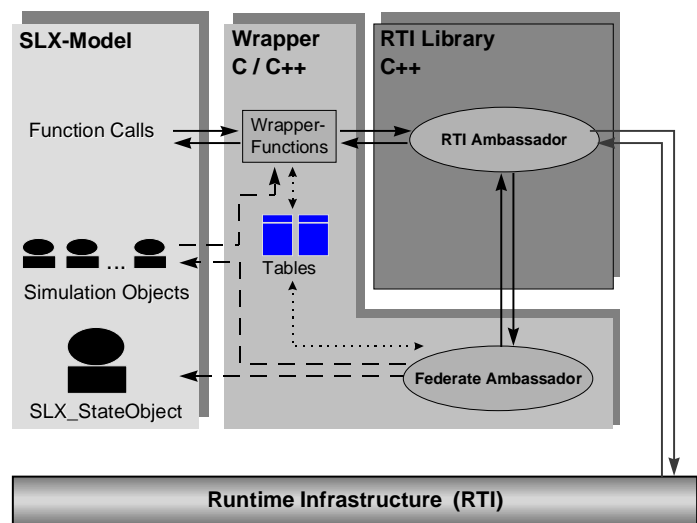 SLX-Model
Wrapper
C / C++
RTI Library
C++
Function Calls
Wrapper-
Functions
RTI Ambassador
...
Simulation Objects
Tables
SLX_StateObject
Federate Ambassador
Runtime Infrastructure (RTI)